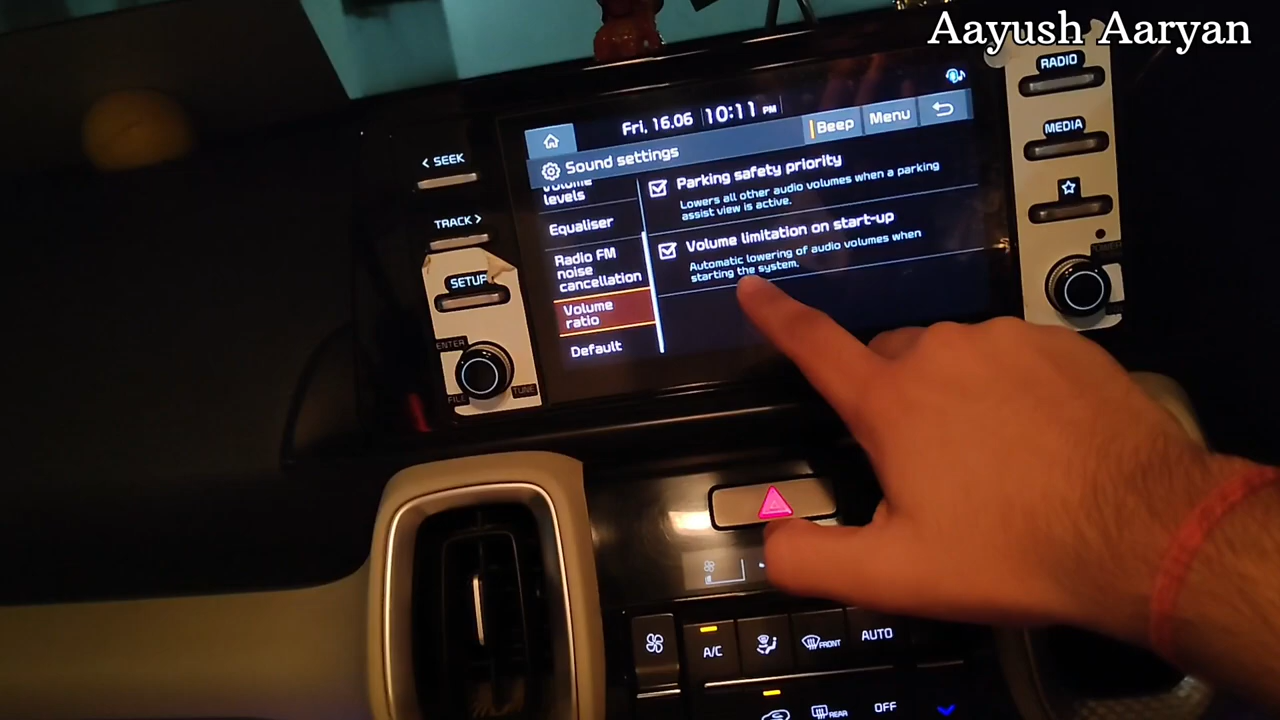 Aayush Aaryan
RADIO
MEDIA
POWER
< SEEK
TRACK >
SETUP
ENTER
FILE
TUNE
Fri, 16.06 10:11 PM
Sound settings
Beep
Menu
Volume
levels
Equaliser
Radio FM
noise
cancellation
Volume
ratio
Default
Parking safety priority
Lowers all other audio volumes when a parking
assist view is active.
Volume limitation on start-up
Automatic lowering of audio volumes when
starting the system.
A/C
FRONT
AUTO
REAR
OFF